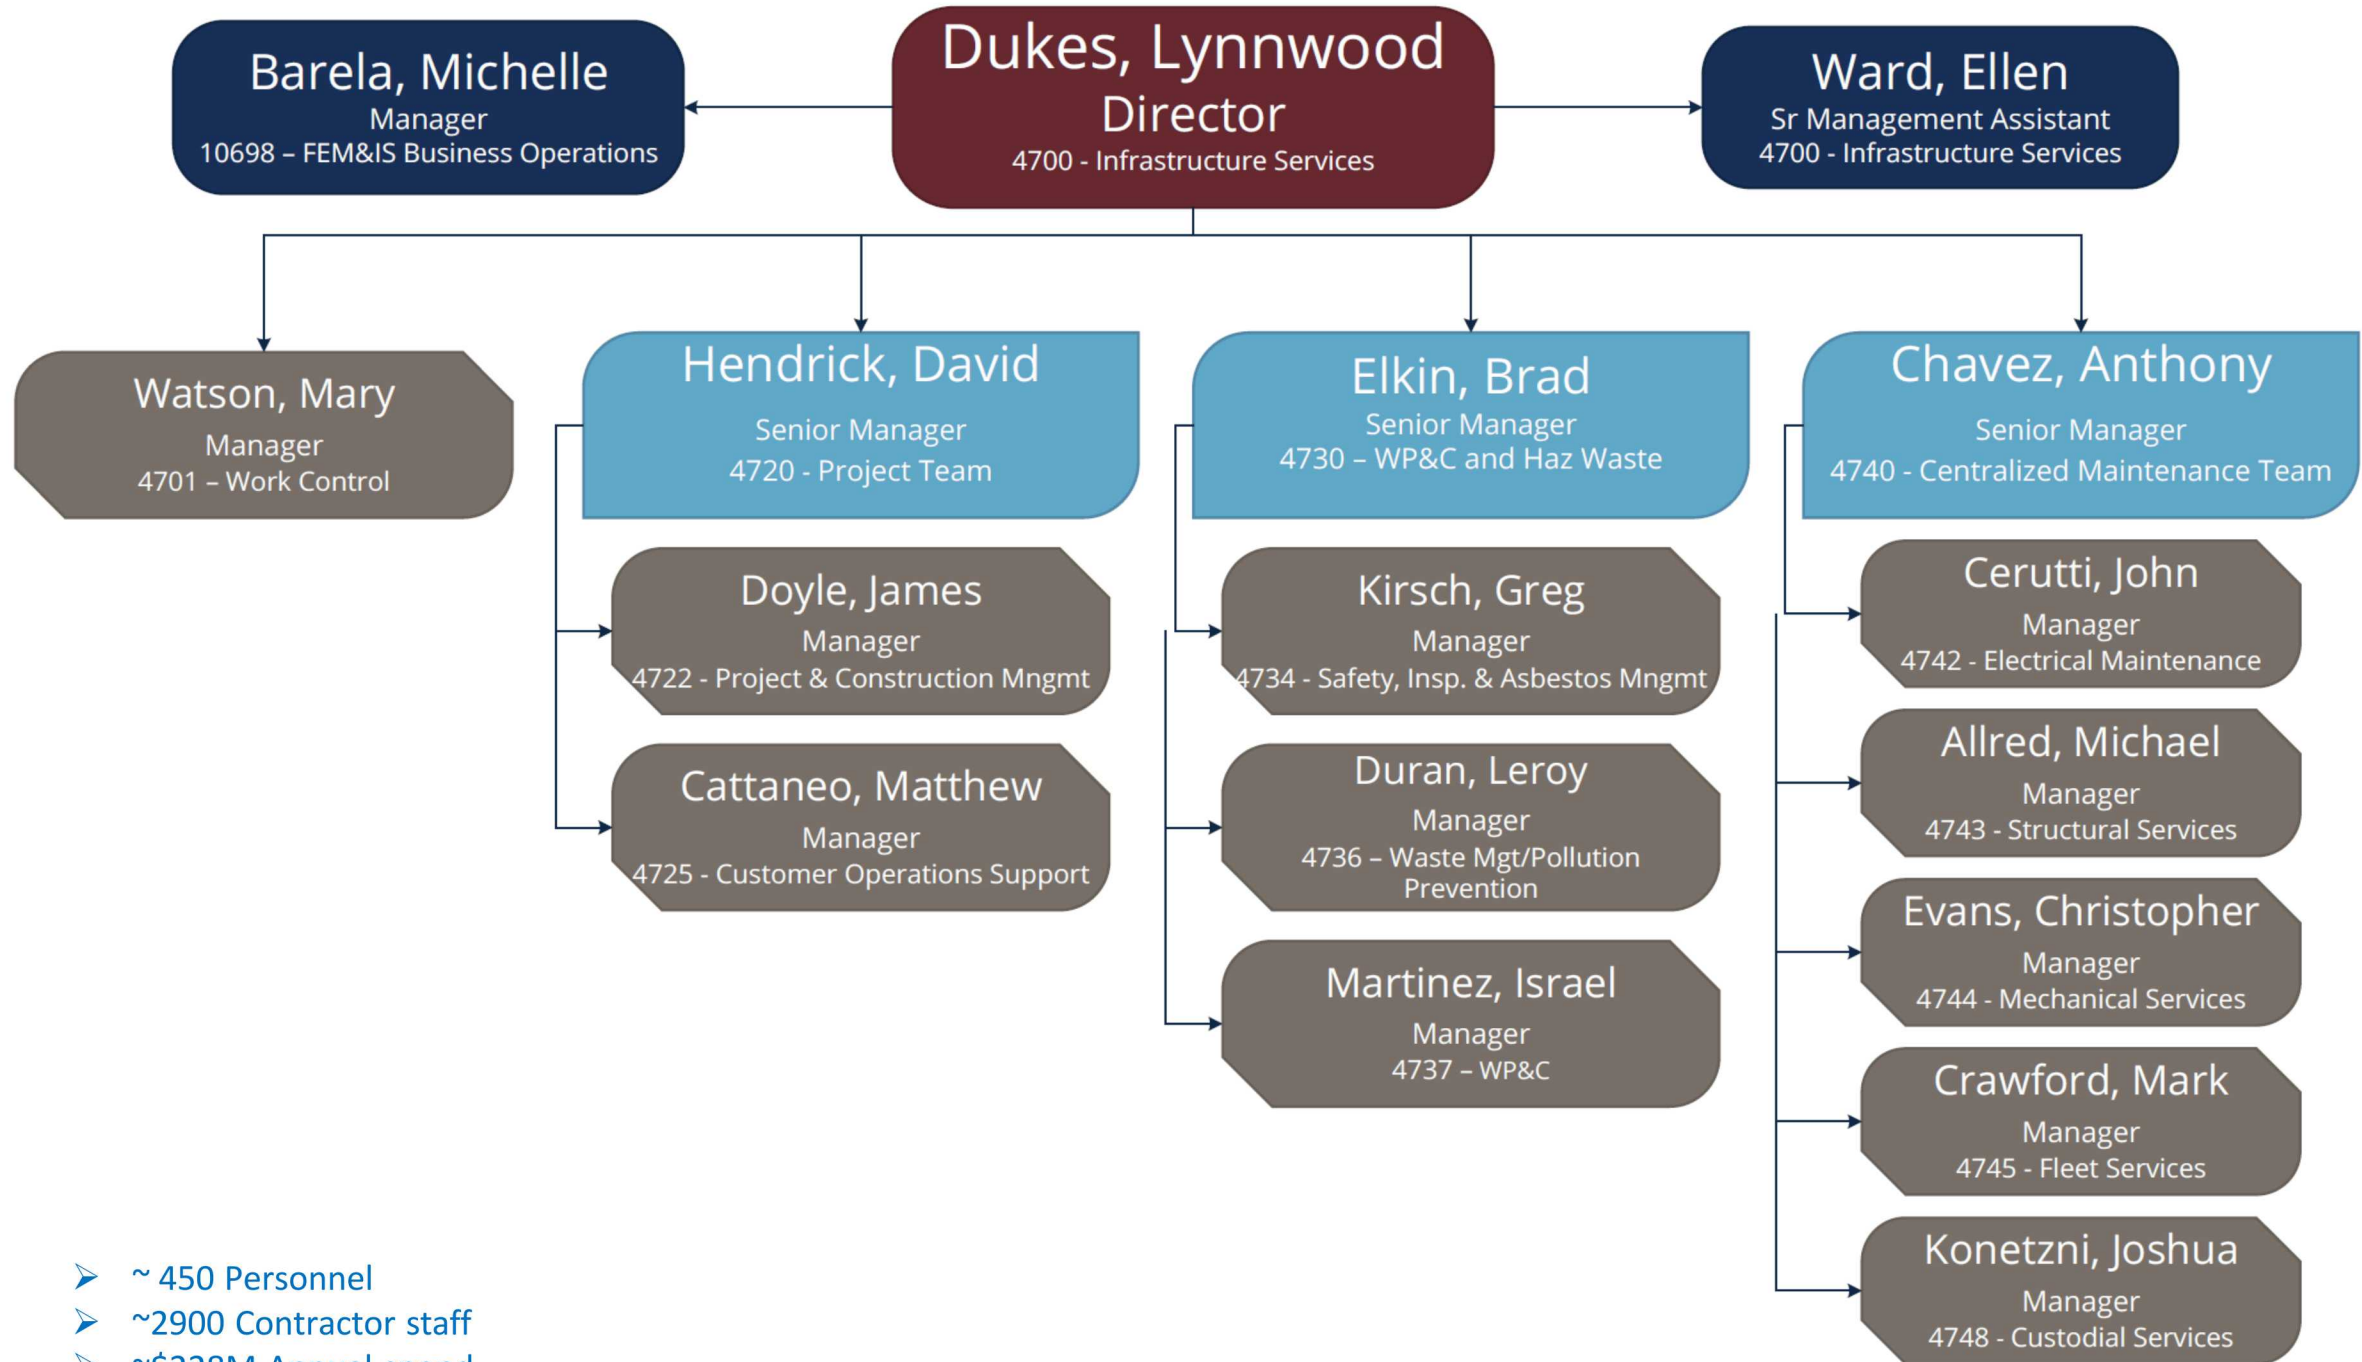 Barela, Michelle
Manager
10698 – FEM&IS Business Operations
Dukes, Lynnwood
Director
4700 - Infrastructure Services
Ward, Ellen
Sr Management Assistant
4700 - Infrastructure Services
Watson, Mary
Manager
4701 – Work Control
Hendrick, David
Senior Manager
4720 - Project Team
Doyle, James
Manager
4722 - Project & Construction Mngmt
Cattaneo, Matthew
Manager
4725 - Customer Operations Support
Elkin, Brad
Senior Manager
4730 – WP&C and Haz Waste
Kirsch, Greg
Manager
4734 - Safety, Insp. & Asbestos Mngmt
Duran, Leroy
Manager
4736 – Waste Mgt/Pollution
Prevention
Martinez, Israel
Manager
4737 – WP&C
Chavez, Anthony
Senior Manager
4740 - Centralized Maintenance Team
Cerutti, John
Manager
4742 - Electrical Maintenance
Allred, Michael
Manager
4743 - Structural Services
Evans, Christopher
Manager
4744 - Mechanical Services
Crawford, Mark
Manager
4745 - Fleet Services
Konetzni, Joshua
Manager
4748 - Custodial Services
➢ ~ 450 Personnel
➢ ~2900 Contractor staff
Annual spend